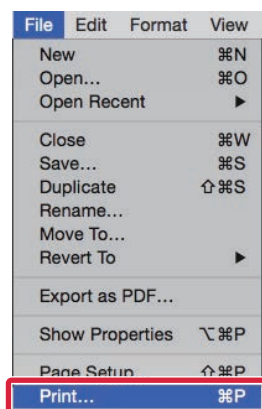 File Edit Format View
New ⌘N
Open... ⌘O
Open Recent ▶
Close ⌘W
Save... ⌘S
Duplicate ⇧⌘S
Rename...
Move To...
Revert To ▶
Export as PDF...
Show Properties ⌥⌘P
Page Setup ⇧⌘P
Print... ⌘P